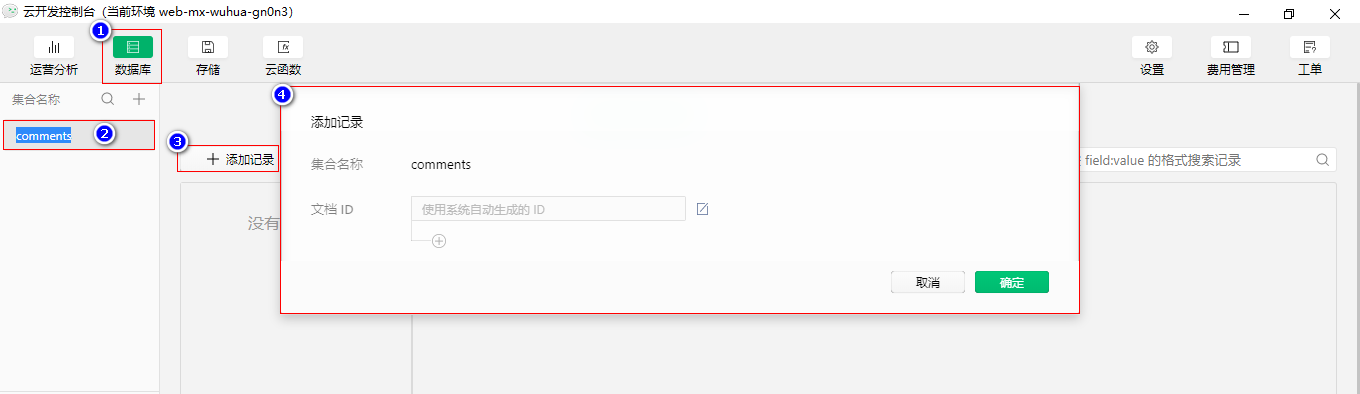 云开发控制台（当前环境 web-mx-wuhua-gn0n3）
1
运营分析
数据库
存储
云函数
设置
费用管理
工单
集合名称
comments
2
3
添加记录
field:value 的格式搜索记录
没有
4
添加记录
集合名称
comments
文档 ID
使用系统自动生成的 ID
取消
确定